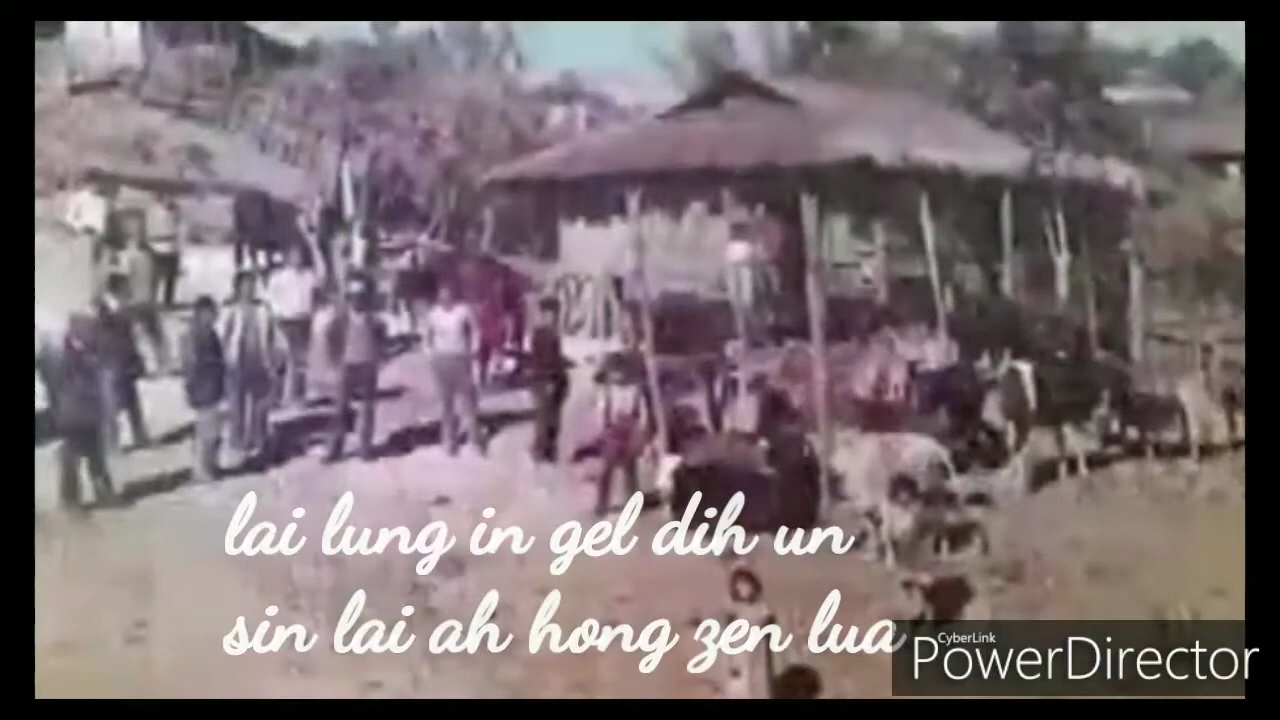 lai lung in gel dih un
sin lai ah hong zen lua
CyberLink
PowerDirector